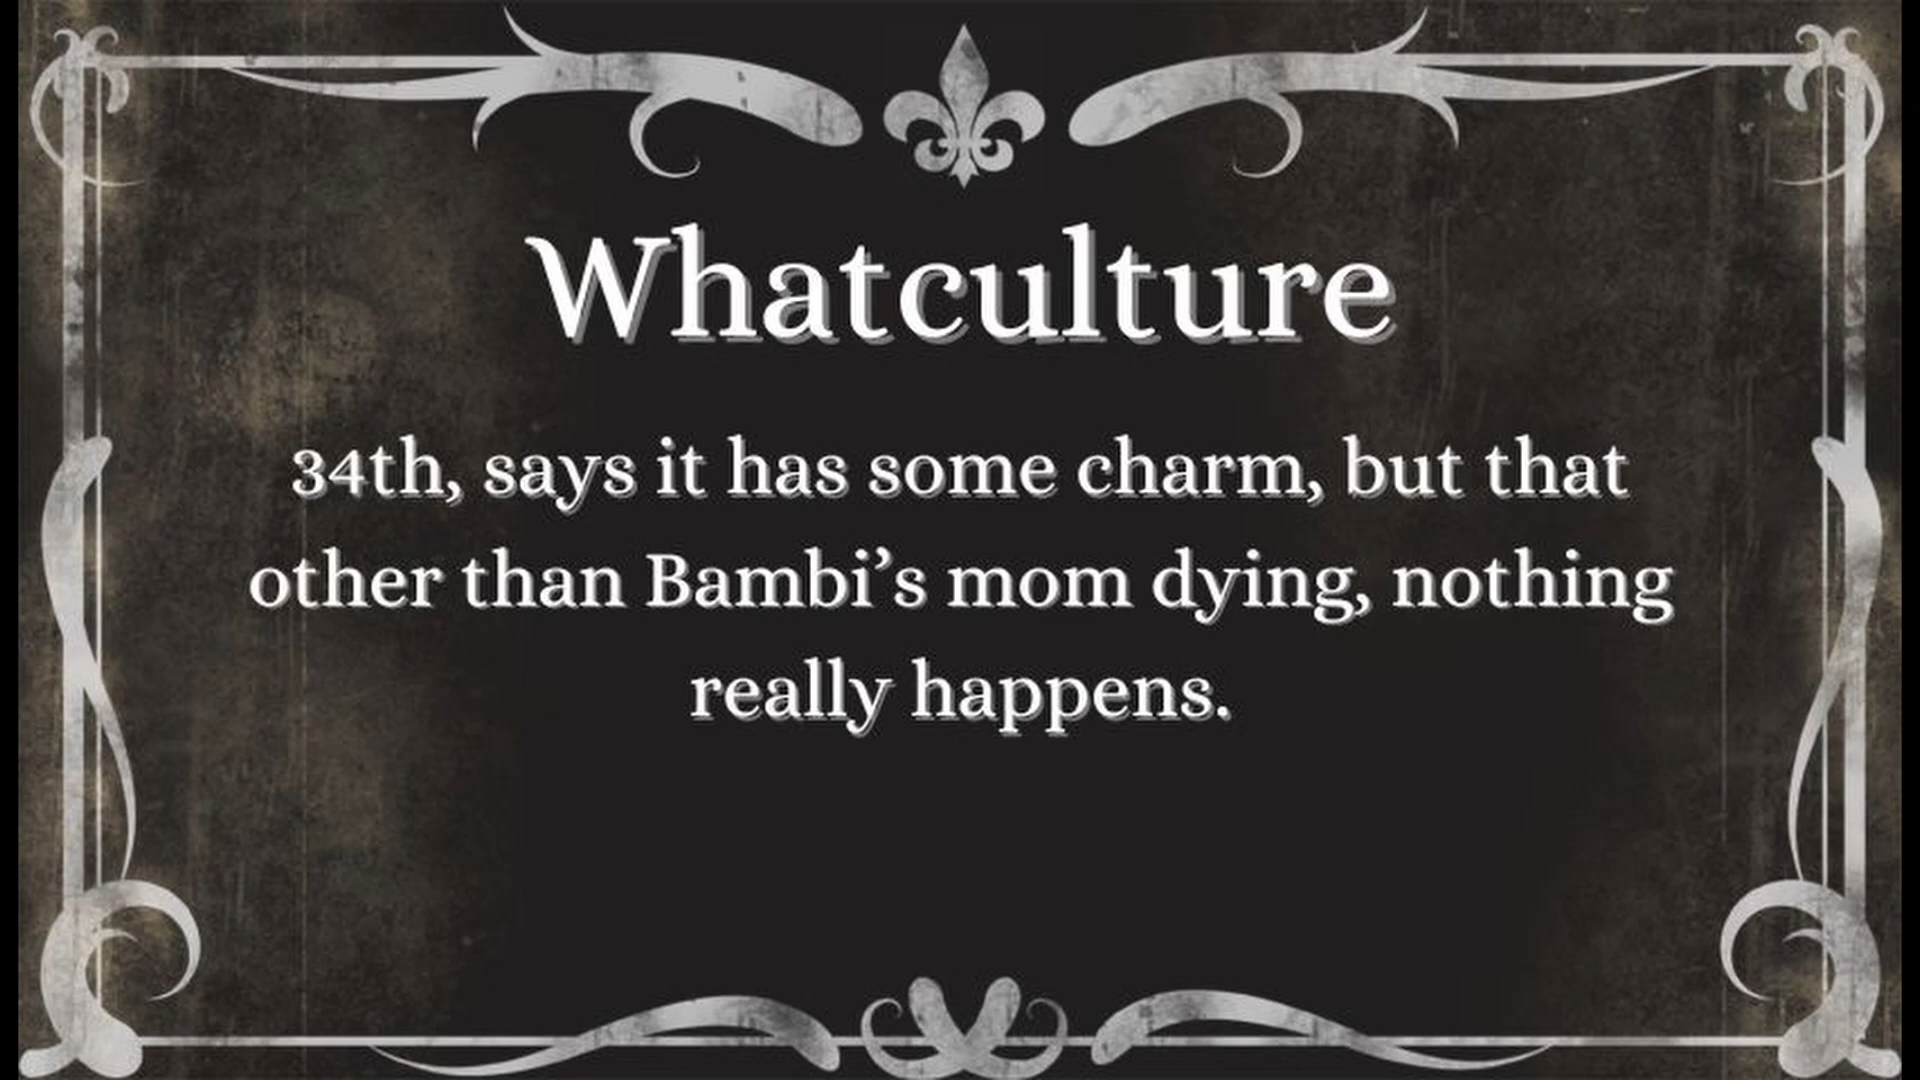 Whatculture
34th, says it has some charm, but that
other than Bambi’s mom dying, nothing
really happens.